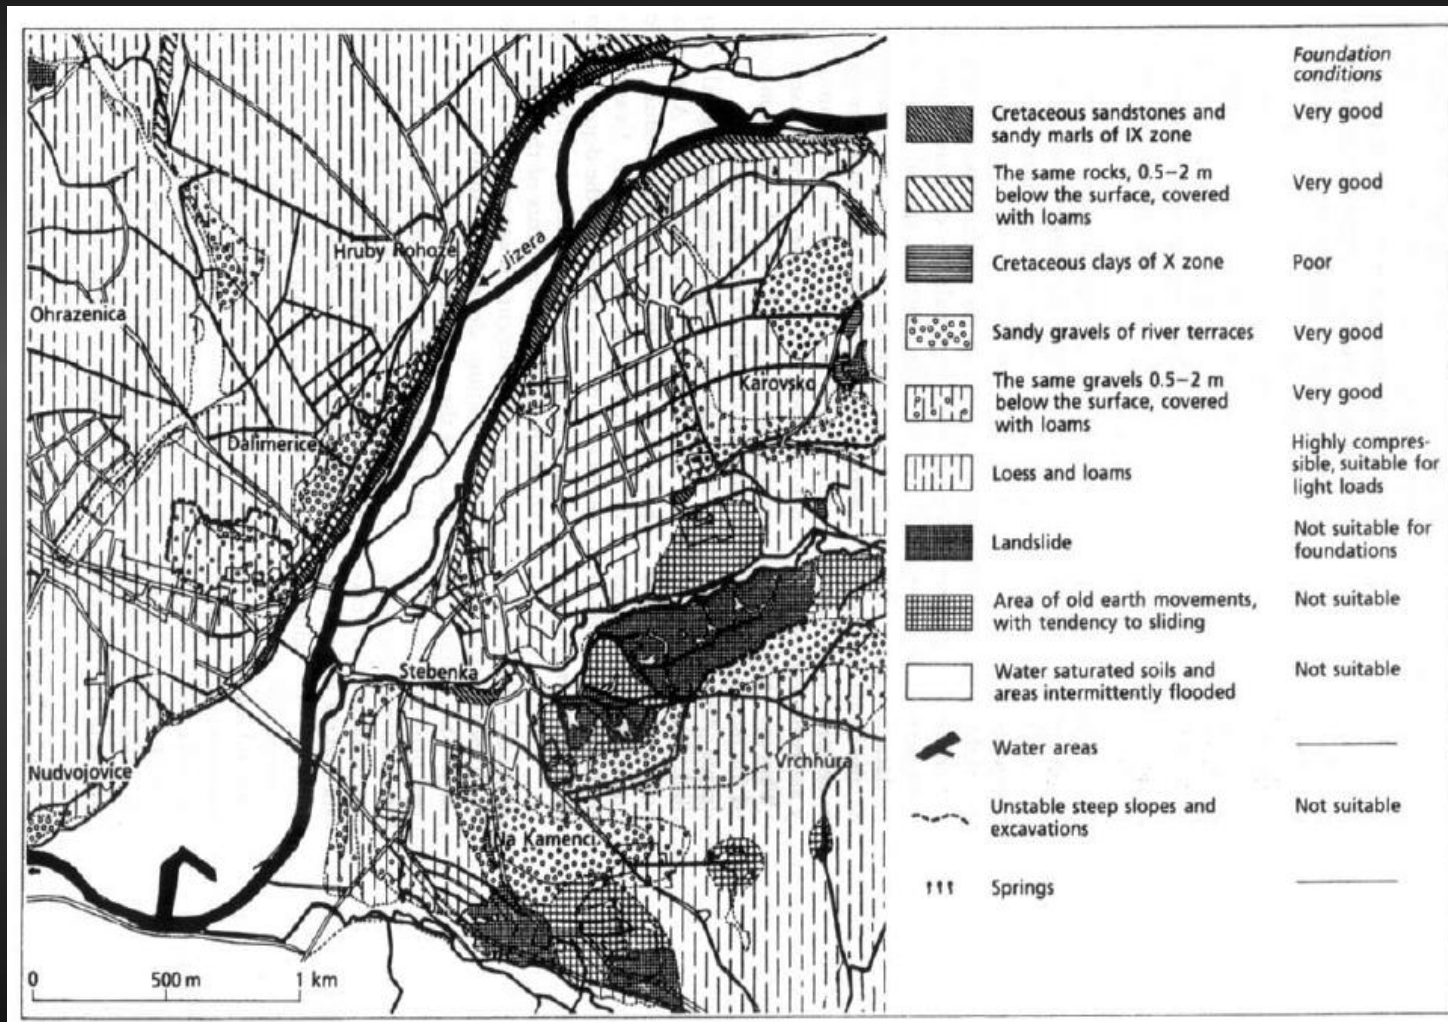 Foundation
conditions
Cretaceous sandstones and
sandy marls of IX zone
Very good
The same rocks, 0.5–2 m
below the surface, covered
with loams
Very good
Cretaceous clays of X zone
Poor
Sandy gravels of river terraces
Very good
The same gravels 0.5–2 m
below the surface, covered
with loams
Very good
Loess and loams
Highly compres-
sible, suitable for
light loads
Landslide
Not suitable for
foundations
Area of old earth movements,
with tendency to sliding
Not suitable
Water saturated soils and
areas intermittently flooded
Not suitable
Water areas
Unstable steep slopes and
excavations
Not suitable
Springs
Hruby Rohoze
Jizera
Ohrazenica
Karovsko
Dalimerice
Stebenka
Nudvojovice
Vrchhúra
Na Kamenci
0 500 m 1 km